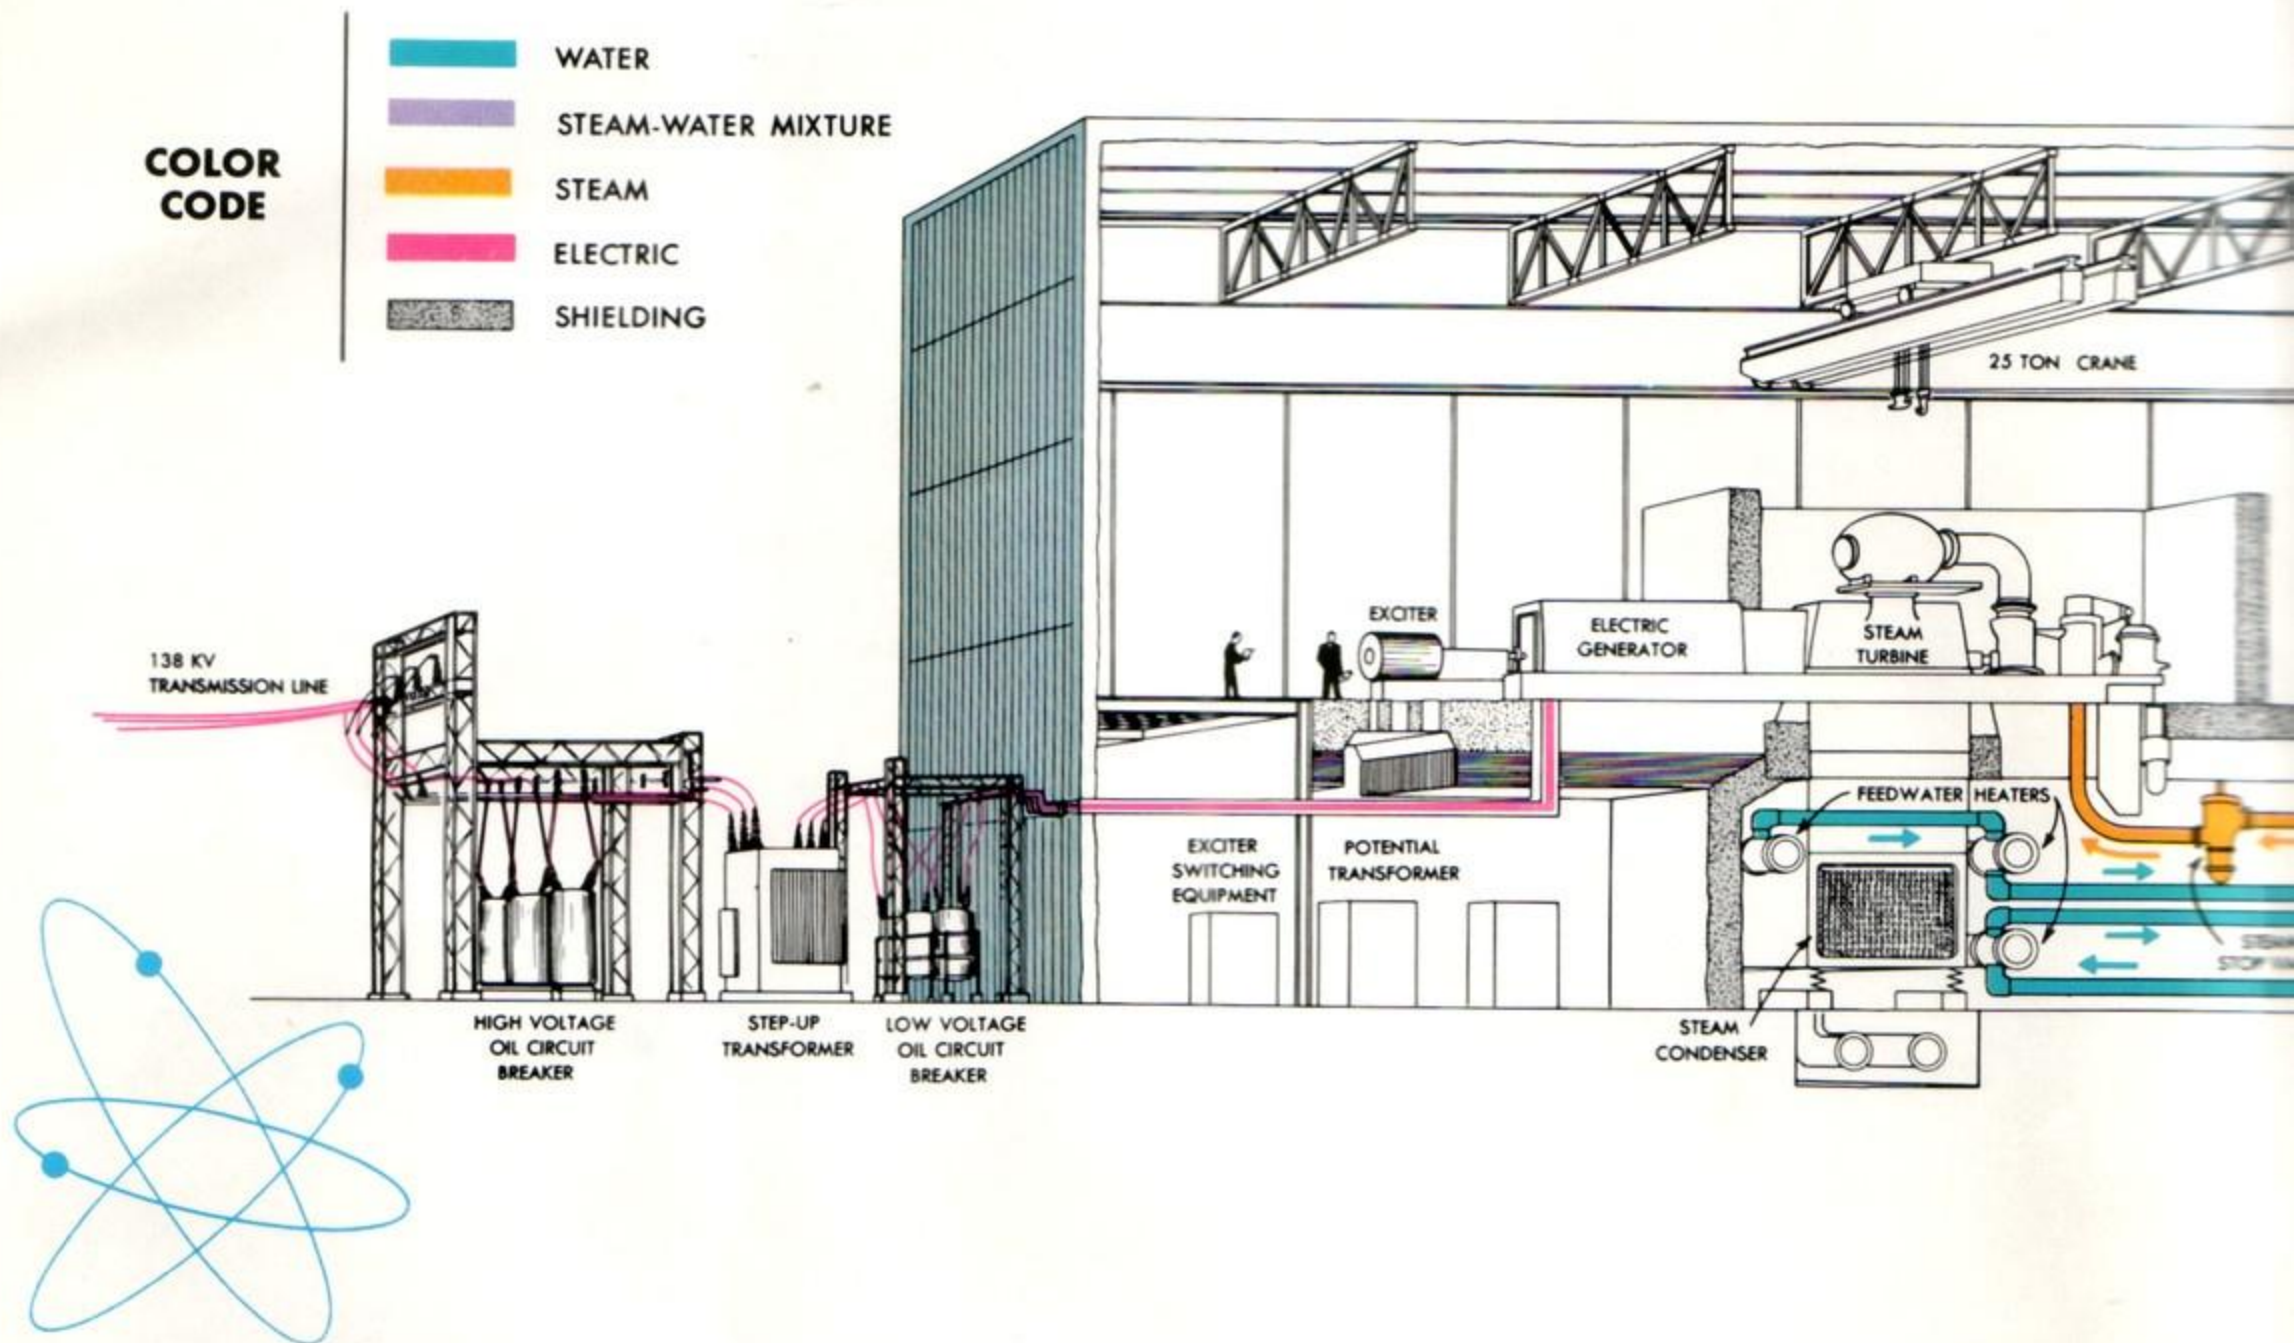 COLOR
CODE
WATER
STEAM-WATER MIXTURE
STEAM
ELECTRIC
SHIELDING
25 TON CRANE
EXCITER
ELECTRIC
GENERATOR
STEAM
TURBINE
138 KV
TRANSMISSION LINE
FEEDWATER HEATERS
EXCITER
SWITCHING
EQUIPMENT
POTENTIAL
TRANSFORMER
STOP
STEAM
CONDENSER
HIGH VOLTAGE
OIL CIRCUIT
BREAKER
STEP-UP
TRANSFORMER
LOW VOLTAGE
OIL CIRCUIT
BREAKER